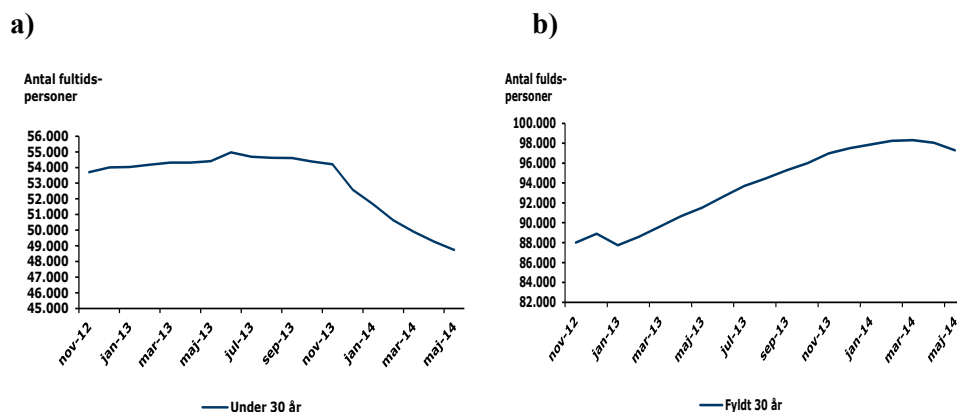 a)
Antal fultids-
personer
56.000
55.000
54.000
53.000
52.000
51.000
50.000
49.000
48.000
47.000
46.000
45.000
nov-12
jan-13
mar-13
maj-13
jul-13
sep-13
nov-13
jan-14
mar-14
maj-14
Under 30 år
b)
Antal fulds-
personer
100.000
98.000
96.000
94.000
92.000
90.000
88.000
86.000
84.000
82.000
nov-12
jan-13
mar-13
maj-13
jul-13
sep-13
nov-13
jan-14
mar-14
maj-14
Fyldt 30 år